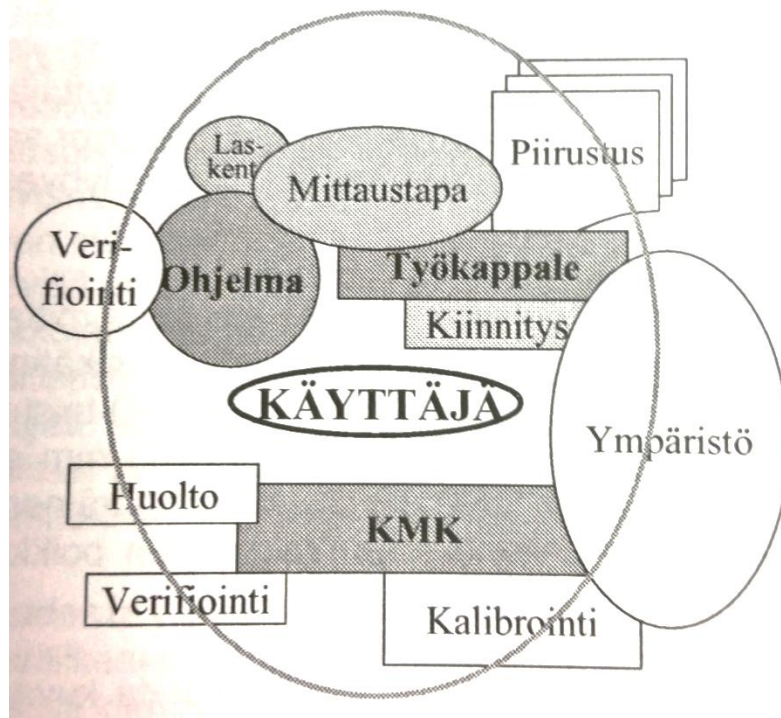 Las-
kent
Mittaustapa
Piirustus
Veri-
fiointi
Ohjelma
Työkappale
Kiinnitys
KÄYTTÄJÄ
Ympäristö
Huolto
KMK
Verifiointi
Kalibrointi